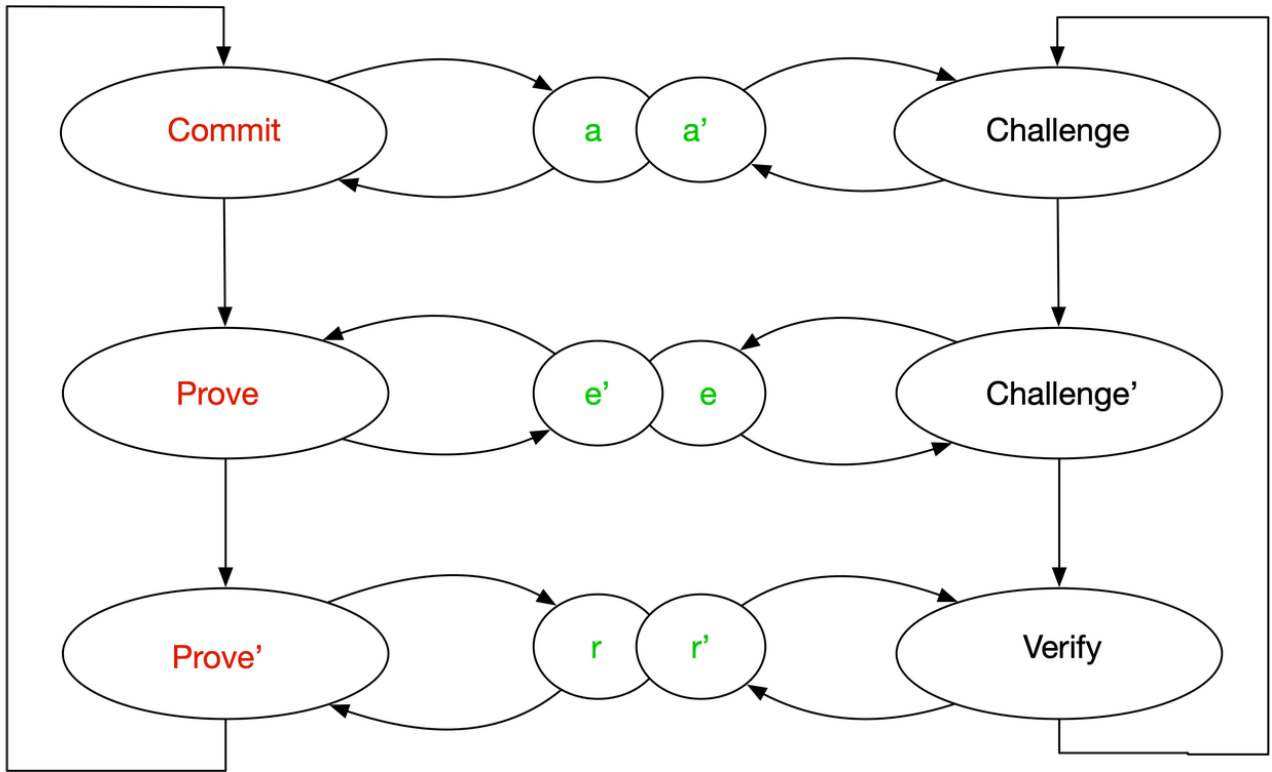 Commit
a
a’
Challenge
Prove
e’
e
Challenge’
Prove’
r
r’
Verify